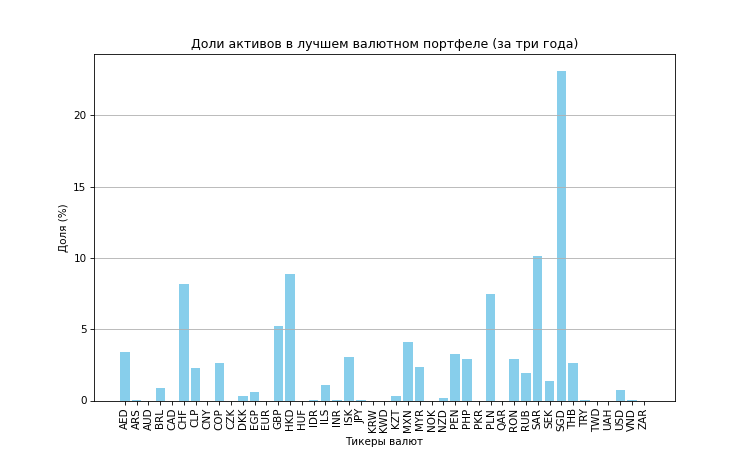 Доли активов в лучшем валютном портфеле (за три года)
Доля (%)
20
15
10
5
0
AED ARS AUD BRL CAD CHF CLP CNY COP CZK DKK EGP EUR GBP HKD HUF IDR ILS INR ISK JPY KRW KWD KZT MXN MYR NOK NZD PEN PHP PKR PLN QAR RON RUB SAR SEK SGD THB TRY TWD UAH USD VND ZAR
Тикеры валют